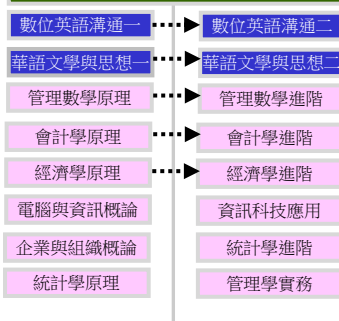 數位英語溝通一
數位英語溝通二
華語文學與思想一
華語文學與思想二
管理數學原理
管理數學進階
會計學原理
會計學進階
經濟學原理
經濟學進階
電腦與資訊概論
資訊科技應用
企業與組織概論
統計學進階
統計學原理
管理學實務